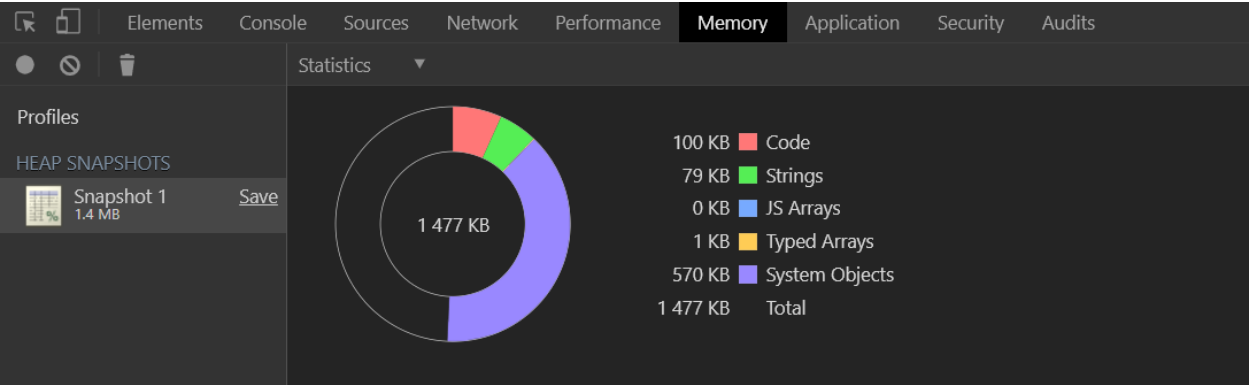 Elements Console Sources Network Performance Memory Application Security Audits
Statistics ▼
Profiles
HEAP SNAPSHOTS
Snapshot 1 Save
1.4 MB
%
1 477 KB
100 KB Code
79 KB Strings
0 KB JS Arrays
1 KB Typed Arrays
570 KB System Objects
1 477 KB Total